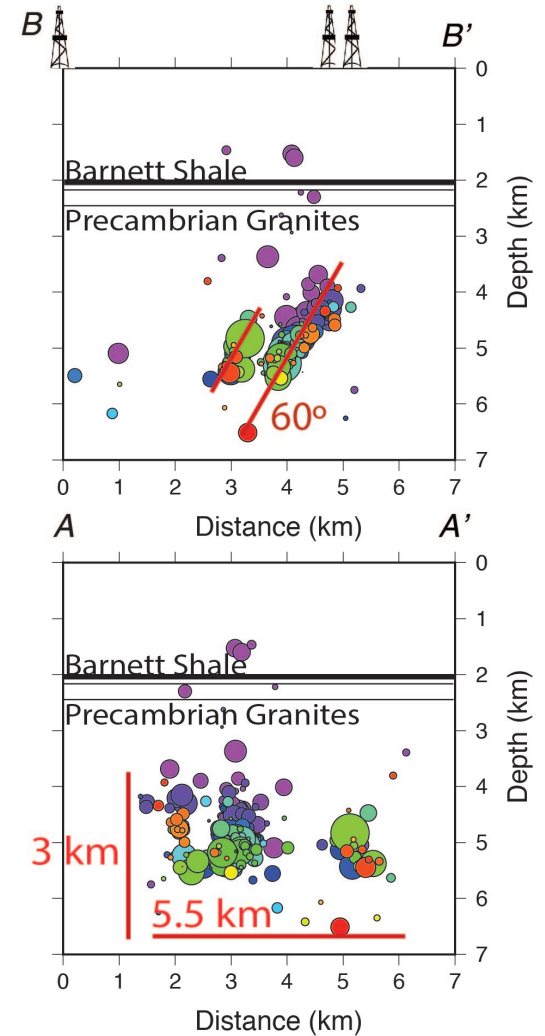 B B’
0
1
Barnett Shale
2
Precambrian Granites
3
4
5
60º
6
7
Depth (km)
0 1 2 3 4 5 6 7
Distance (km)
A A’
0
1
Barnett Shale
2
Precambrian Granites
3
4
3 km
5
5.5 km
6
7
Depth (km)
0 1 2 3 4 5 6 7
Distance (km)